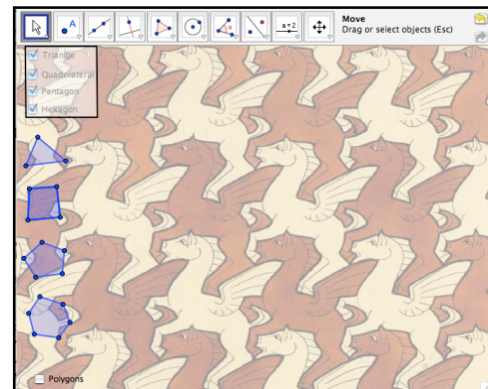 A
a = 2
Move
Drag or select objects (Esc)
Triangle
Quadrilateral
Pentagon
Hexagon
Polygons